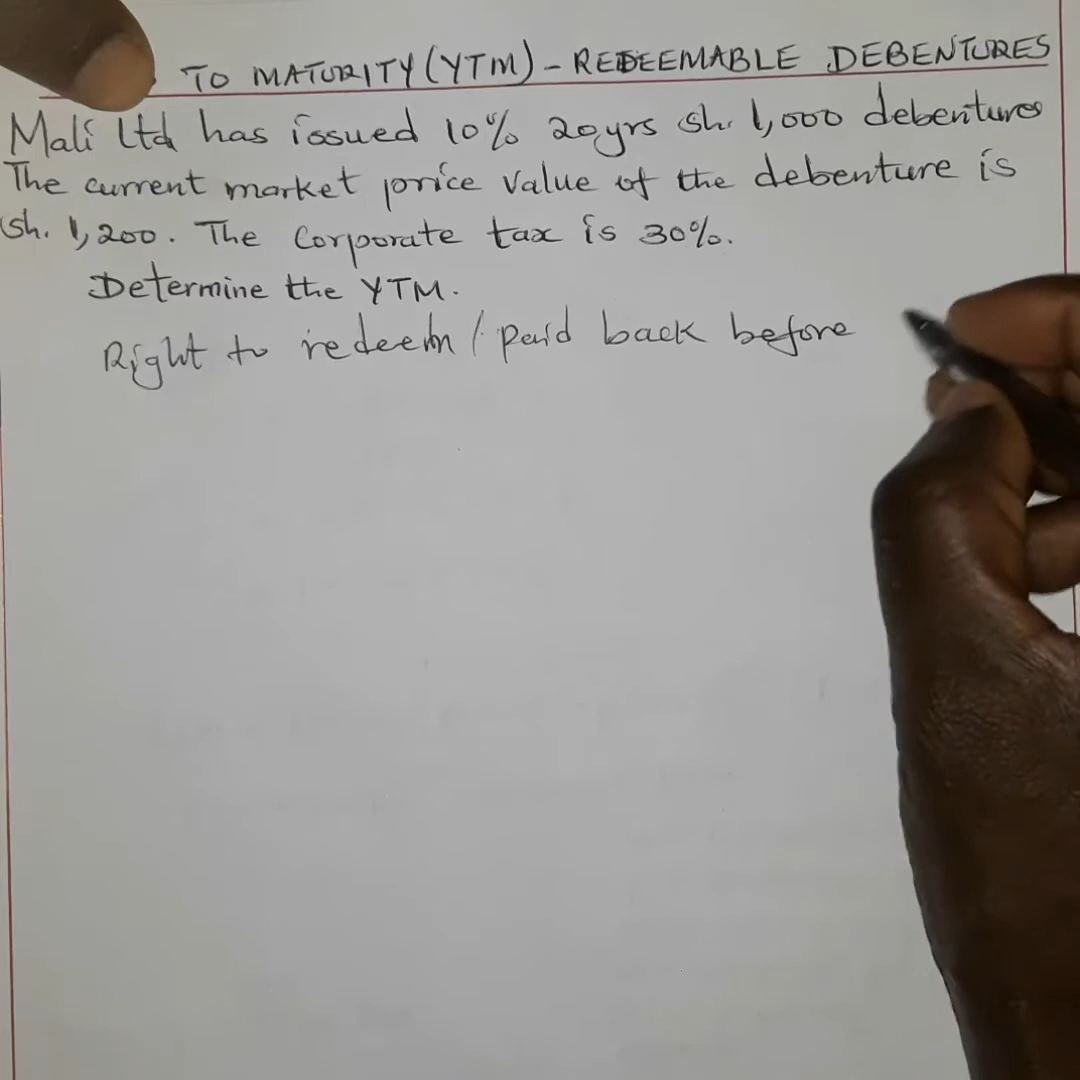 TO MATURITY (YTM) - REDEEMABLE DEBENTURES
Mali Ltd has issued 10% 20yrs sh. 1,000 debentures
The current market price value of the debenture is
sh. 1,200. The Corporate tax is 30%.
Determine the YTM.
Right to redeem / paid back before